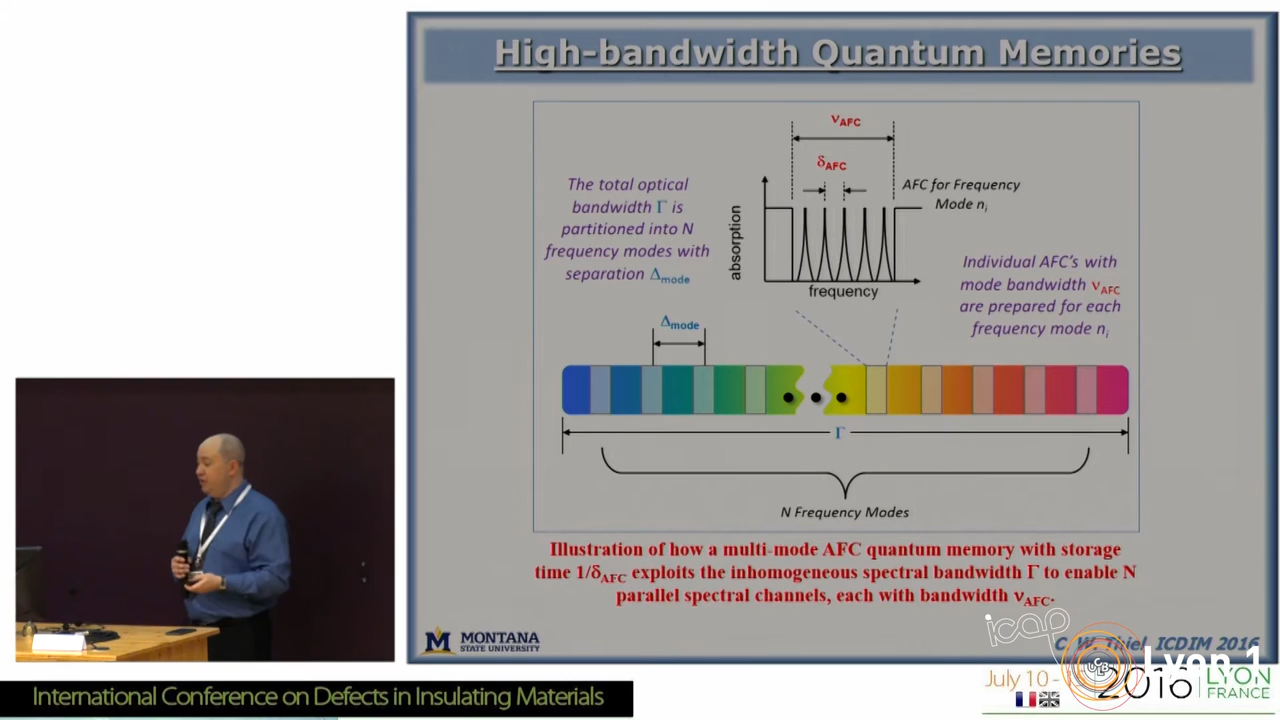 High-bandwidth Quantum Memories
νAFC
δAFC
The total optical
bandwidth Γ is
partitioned into N
frequency modes with
separation Δmode
absorption
frequency
AFC for Frequency
Mode ni
Individual AFC's with
mode bandwidth νAFC
are prepared for each
frequency mode ni
Δmode
Γ
N Frequency Modes
Illustration of how a multi-mode AFC quantum memory with storage
time 1/δAFC exploits the inhomogeneous spectral bandwidth Γ to enable N
parallel spectral channels, each with bandwidth νAFC.
M MONTANA
STATE UNIVERSITY
C. W. Thiel, ICDIM 2016
icap
UCBL
Lyon 1
July 10 -
2016
LYON
FRANCE
International Conference on Defects in Insulating Materials